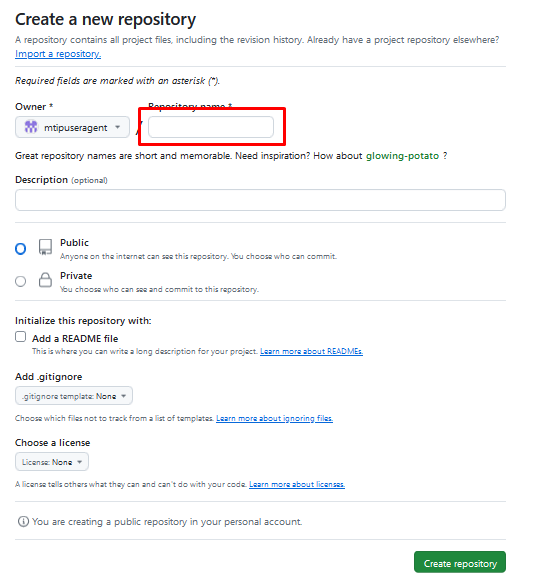 Create a new repository
A repository contains all project files, including the revision history. Already have a project repository elsewhere?
Import a repository.
Required fields are marked with an asterisk (*).
Owner * Repository name *
mtipuseragent /
Great repository names are short and memorable. Need inspiration? How about glowing-potato ?
Description (optional)
Public
Anyone on the internet can see this repository. You choose who can commit.
Private
You choose who can see and commit to this repository.
Initialize this repository with:
Add a README file
This is where you can write a long description for your project. Learn more about READMEs.
Add .gitignore
.gitignore template: None
Choose which files not to track from a list of templates. Learn more about ignoring files.
Choose a license
License: None
A license tells others what they can and can't do with your code. Learn more about licenses.
You are creating a public repository in your personal account.
Create repository